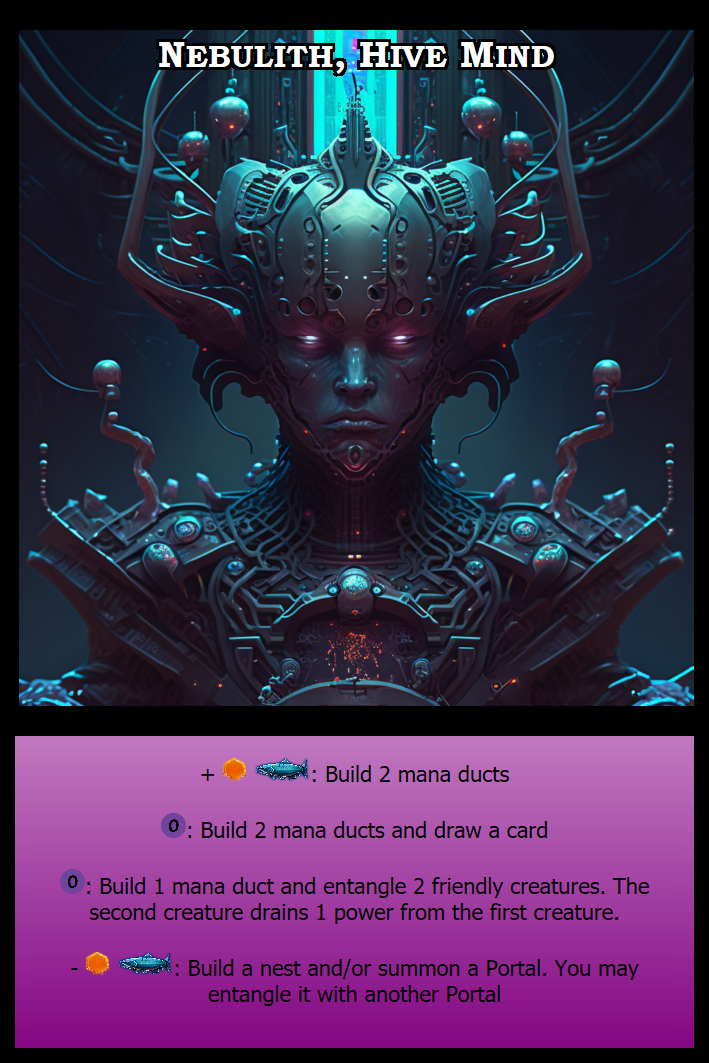 Nebulith, Hive Mind
+ : Build 2 mana ducts
0: Build 2 mana ducts and draw a card
0: Build 1 mana duct and entangle 2 friendly creatures. The
second creature drains 1 power from the first creature.
- : Build a nest and/or summon a Portal. You may
entangle it with another Portal